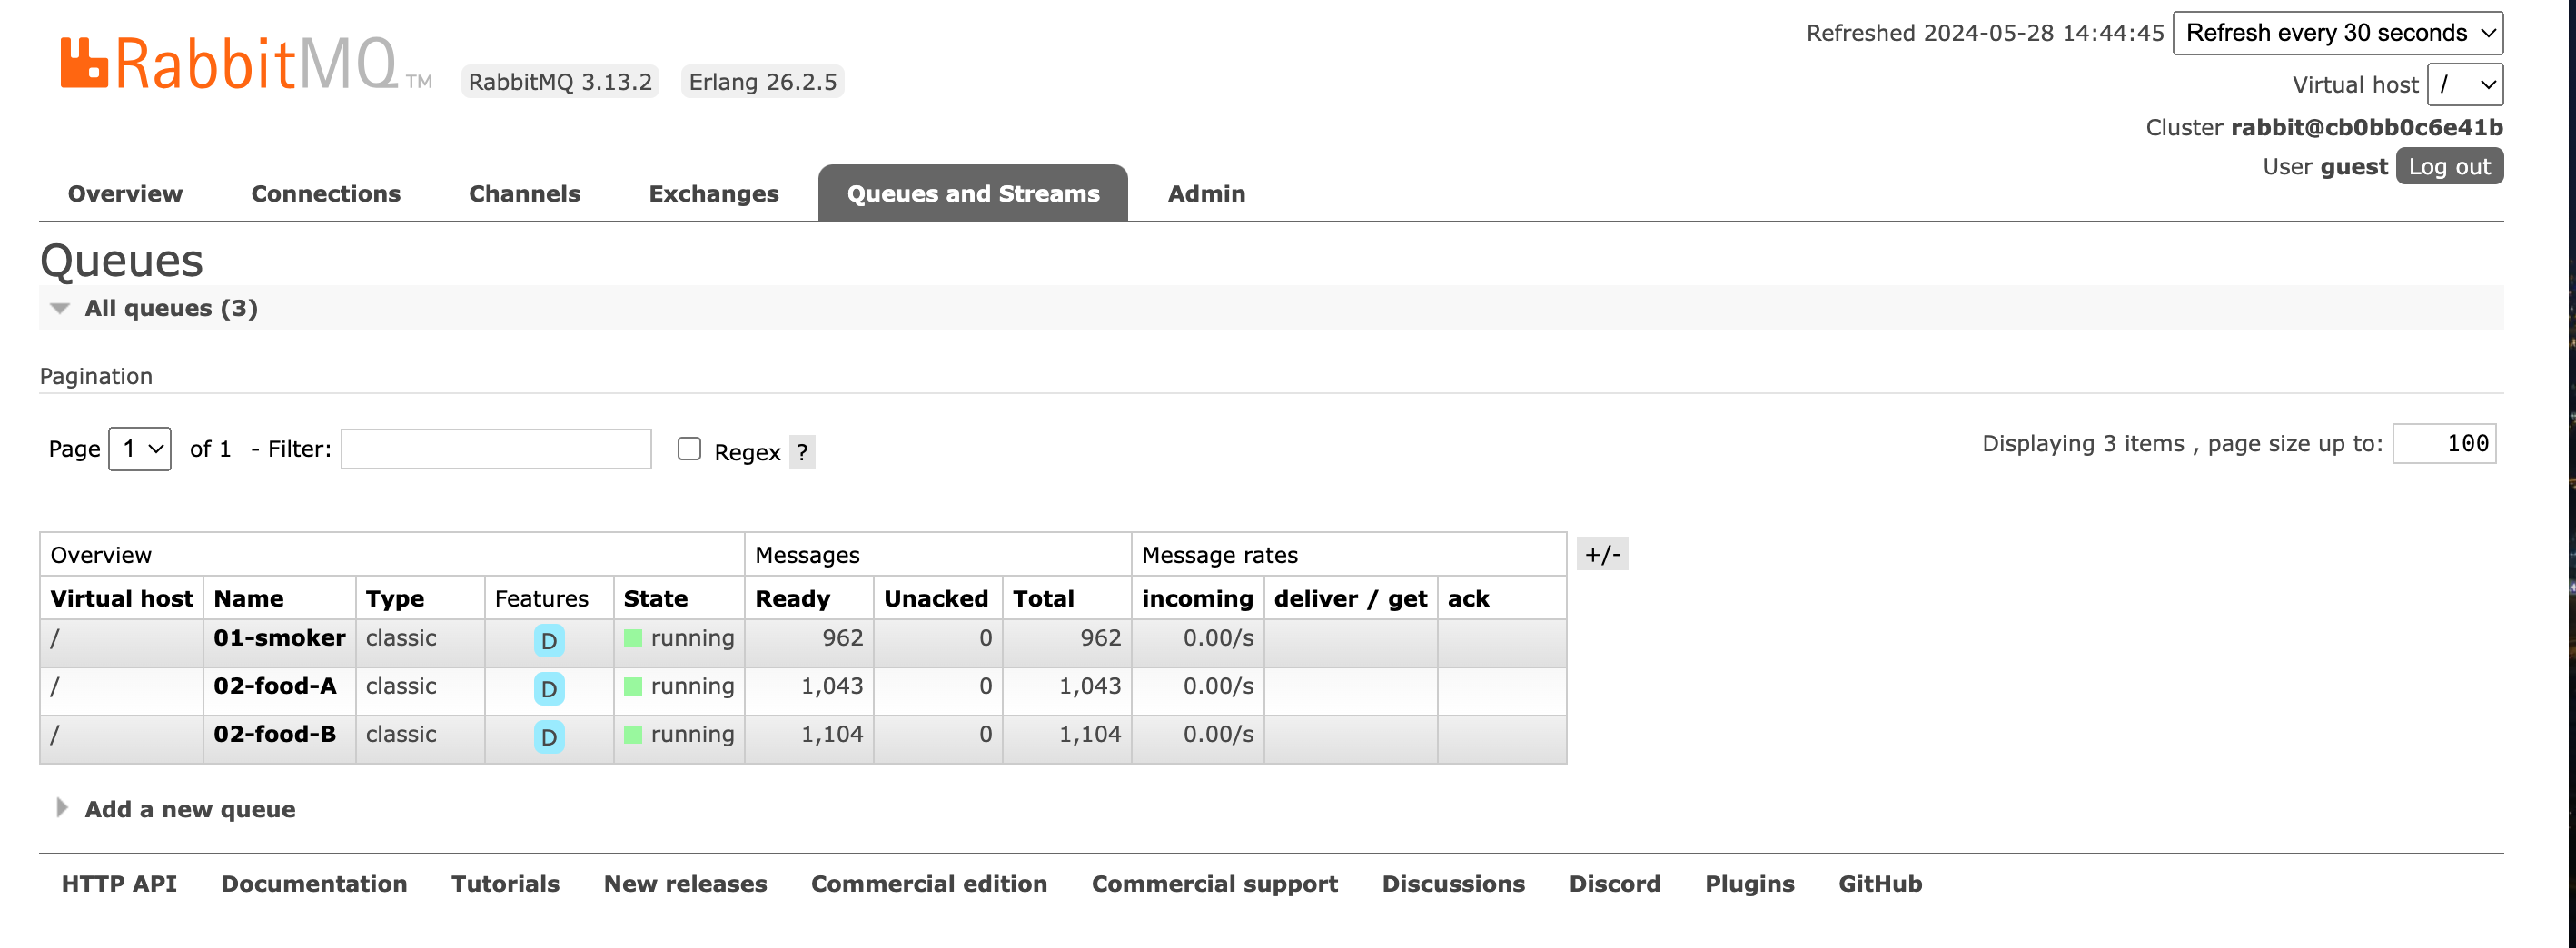 Refreshed 2024-05-28 14:44:45 Refresh every 30 seconds
RabbitMQ TM RabbitMQ 3.13.2 Erlang 26.2.5
Virtual host /
Cluster rabbit@cb0bb0c6e41b
User guest Log out
Overview Connections Channels Exchanges Queues and Streams Admin
Queues
All queues (3)
Pagination
Page 1 of 1 - Filter: Regex ? Displaying 3 items , page size up to: 100
Overview Messages Message rates +/-
Virtual host Name Type Features State Ready Unacked Total incoming deliver / get ack
/ 01-smoker classic D running 962 0 962 0.00/s
/ 02-food-A classic D running 1,043 0 1,043 0.00/s
/ 02-food-B classic D running 1,104 0 1,104 0.00/s
Add a new queue
HTTP API Documentation Tutorials New releases Commercial edition Commercial support Discussions Discord Plugins GitHub